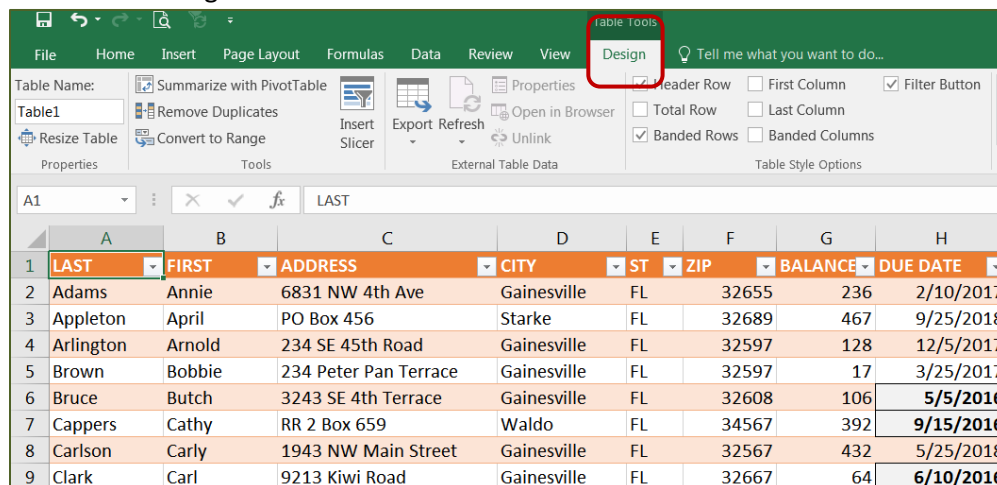 Table Tools
File Home Insert Page Layout Formulas Data Review View Design Tell me what you want to do...
Table Name: Summarize with PivotTable Properties Header Row First Column Filter Button
Table1 Remove Duplicates Open in Browser Total Row Last Column
Resize Table Convert to Range Insert Slicer Export Refresh Unlink Banded Rows Banded Columns
Properties Tools External Table Data Table Style Options
A1 fx LAST
A B C D E F G H
1 LAST FIRST ADDRESS CITY ST ZIP BALANCE DUE DATE
2 Adams Annie 6831 NW 4th Ave Gainesville FL 32655 236 2/10/2017
3 Appleton April PO Box 456 Starke FL 32689 467 9/25/2018
4 Arlington Arnold 234 SE 45th Road Gainesville FL 32597 128 12/5/2017
5 Brown Bobbie 234 Peter Pan Terrace Gainesville FL 32597 17 3/25/2017
6 Bruce Butch 3243 SE 4th Terrace Gainesville FL 32608 106 5/5/2016
7 Cappers Cathy RR 2 Box 659 Waldo FL 34567 392 9/15/2016
8 Carlson Carly 1943 NW Main Street Gainesville FL 32567 432 5/25/2018
9 Clark Carl 9213 Kiwi Road Gainesville FL 32667 64 6/10/2016